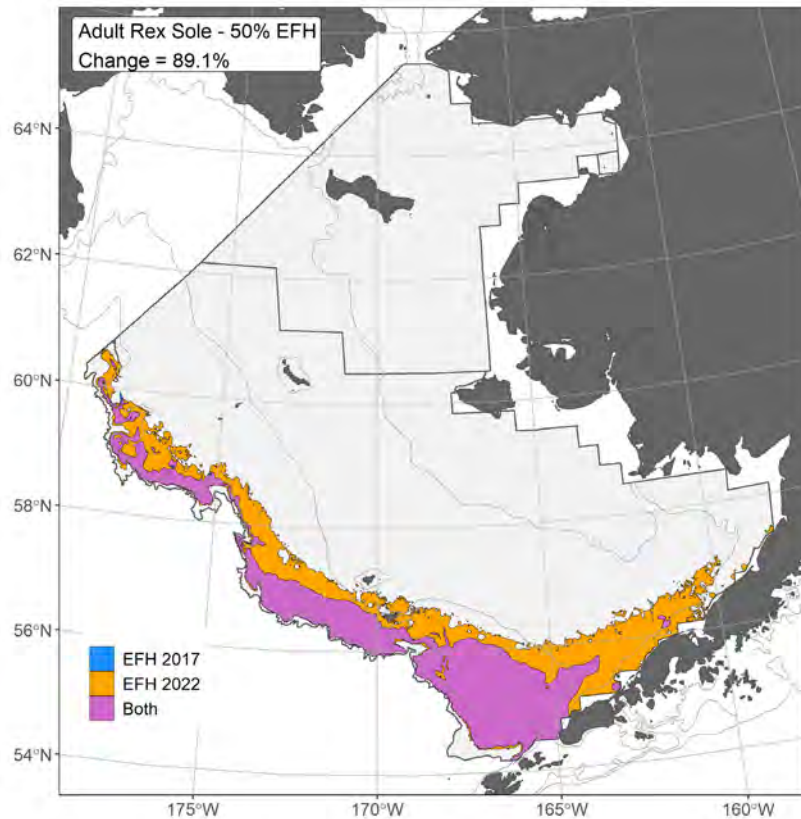 Adult Rex Sole - 50% EFH
Change = 89.1%
64°N
62°N
60°N
58°N
56°N
54°N
EFH 2017
EFH 2022
Both
175°W
170°W
165°W
160°W